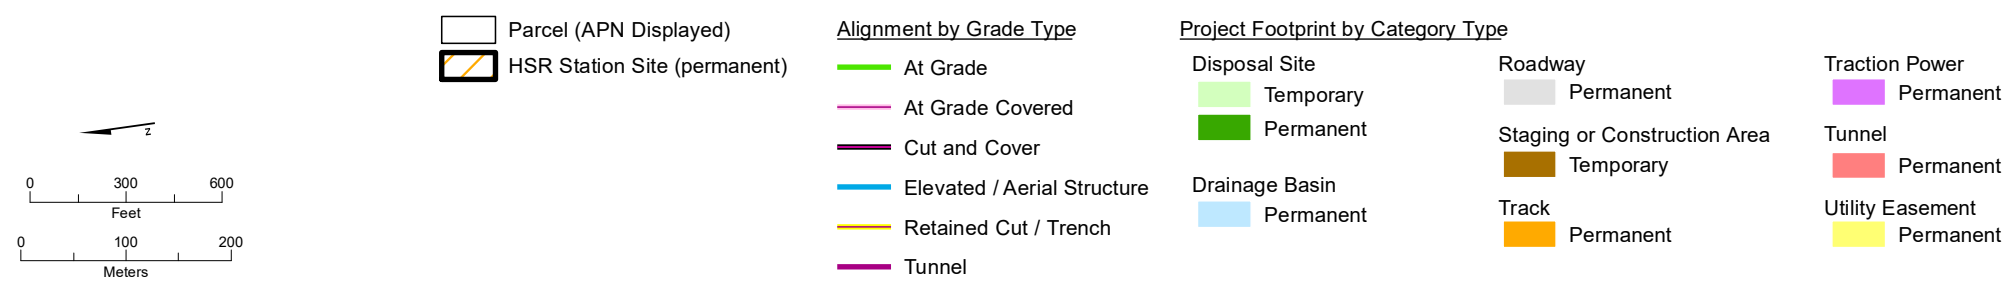 Parcel (APN Displayed)
HSR Station Site (permanent)
Z
0 300 600
Feet
0 100 200
Meters
Alignment by Grade Type
At Grade
At Grade Covered
Cut and Cover
Elevated / Aerial Structure
Retained Cut / Trench
Tunnel
Project Footprint by Category Type
Disposal Site
Temporary
Permanent
Drainage Basin
Permanent
Roadway
Permanent
Staging or Construction Area
Temporary
Track
Permanent
Traction Power
Permanent
Tunnel
Permanent
Utility Easement
Permanent